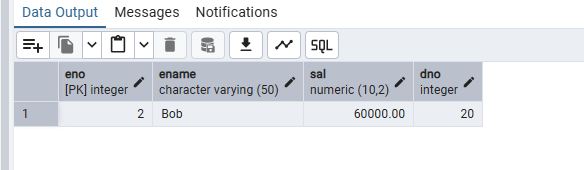 Data Output Messages Notifications
SQL
eno ename sal dno
[PK] integer character varying (50) numeric (10,2) integer
1 2 Bob 60000.00 20